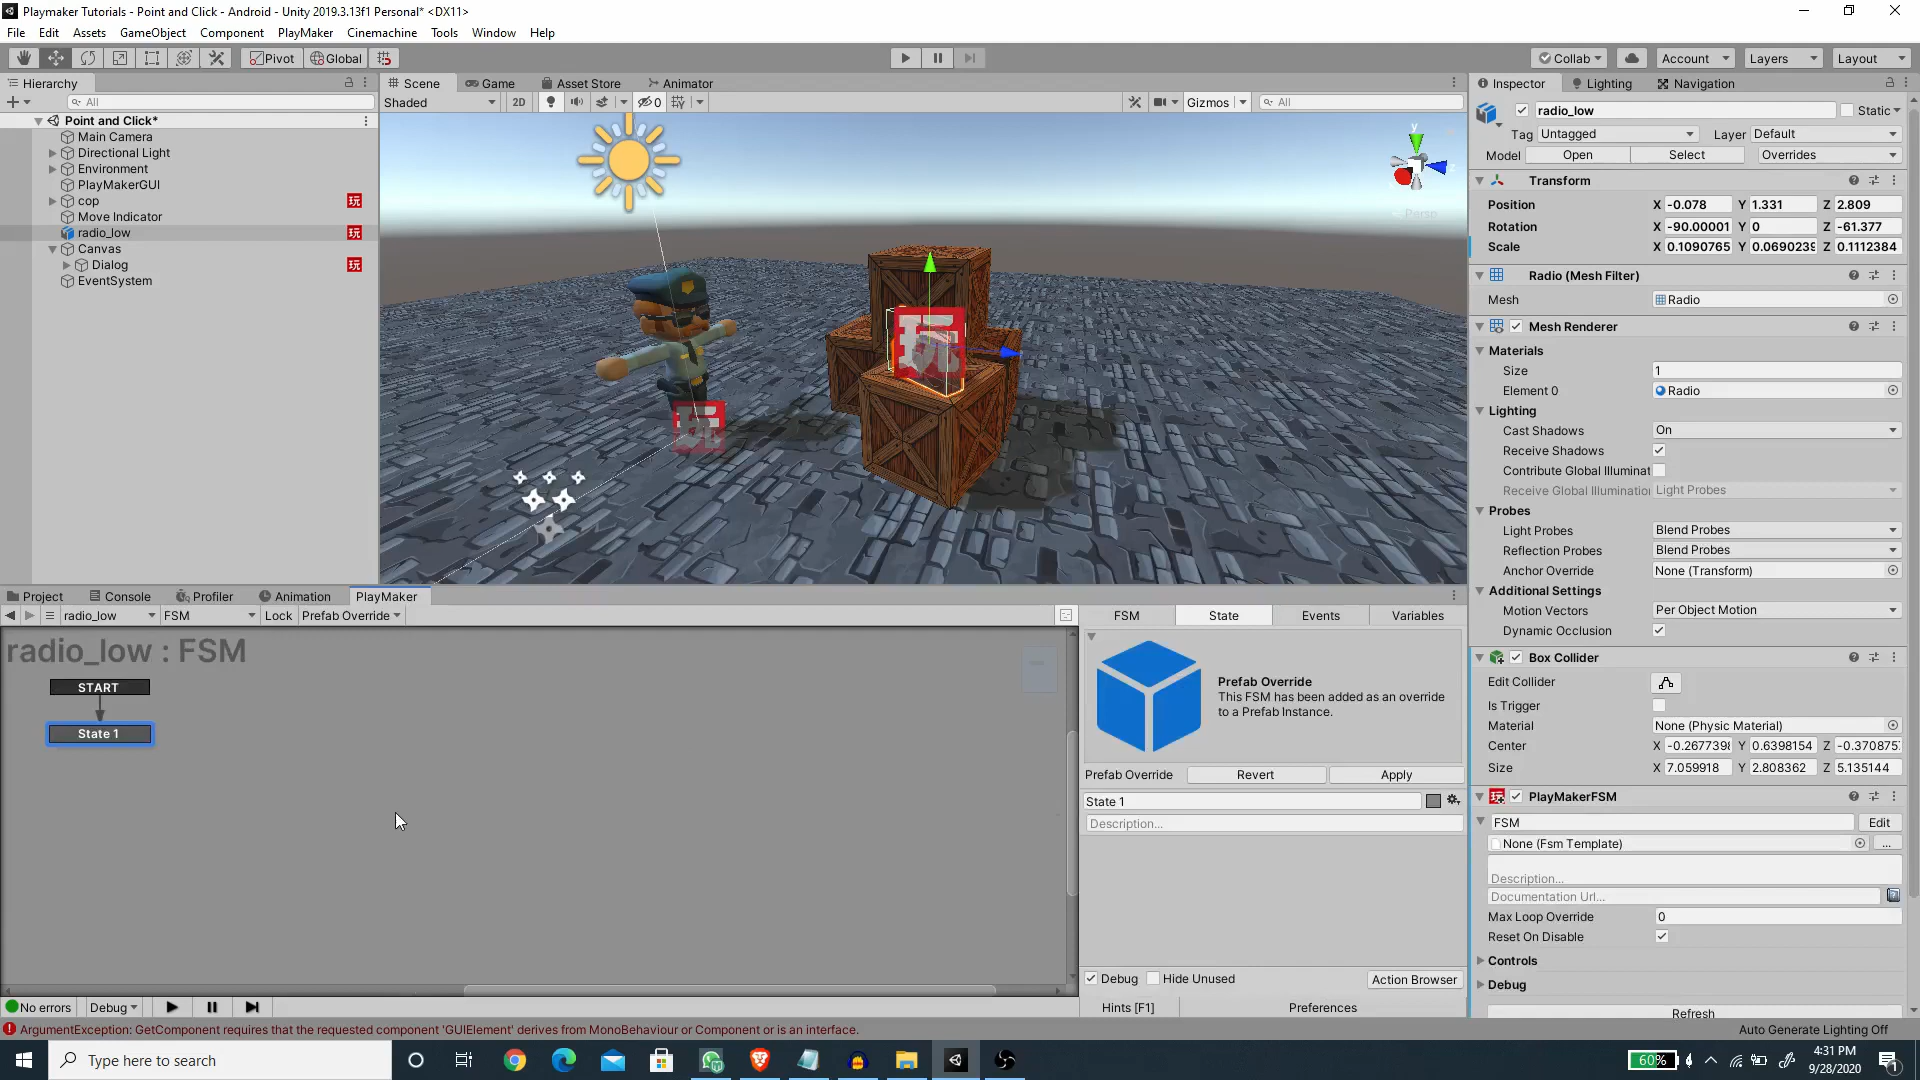 Playmaker Tutorials - Point and Click - Android - Unity 2019.3.13f1 Personal* <DX11>
File Edit Assets GameObject Component PlayMaker Cinemachine Tools Window Help
Pivot Global Collab Account Layers Layout
Hierarchy
All
Point and Click*
Main Camera
Directional Light
Environment
PlayMakerGUI
cop 玩
Move Indicator
radio_low 玩
Canvas
Dialog 玩
EventSystem
Scene Game Asset Store Animator
Shaded 2D 0 Gizmos All
y
Persp
玩
玩
Inspector Lighting Navigation
radio_low Static
Tag Untagged Layer Default
Model Open Select Overrides
Transform
Position X -0.078 Y 1.331 Z 2.809
Rotation X -90.00001 Y 0 Z -61.377
Scale X 0.1090765 Y 0.0690239 Z 0.1112384
Radio (Mesh Filter)
Mesh Radio
Mesh Renderer
Materials
Size 1
Element 0 Radio
Lighting
Cast Shadows On
Receive Shadows
Contribute Global Illuminat
Receive Global Illumination Light Probes
Probes
Light Probes Blend Probes
Reflection Probes Blend Probes
Anchor Override None (Transform)
Additional Settings
Motion Vectors Per Object Motion
Dynamic Occlusion
Box Collider
Edit Collider
Is Trigger
Material None (Physic Material)
Center X -0.2677398 Y 0.6398154 Z -0.370875
Size X 7.059918 Y 2.808362 Z 5.135144
玩 PlayMakerFSM
FSM Edit
None (Fsm Template) ...
Description...
Documentation Url...
Max Loop Override 0
Reset On Disable
Controls
Debug
Refresh
Project Console Profiler Animation PlayMaker
radio_low FSM Lock Prefab Override
radio_low : FSM
START
State 1
FSM State Events Variables
Prefab Override
This FSM has been added as an override
to a Prefab Instance.
Prefab Override Revert Apply
State 1
Description...
Debug Hide Unused Action Browser
Hints [F1] Preferences
No errors Debug
ArgumentException: GetComponent requires that the requested component 'GUIElement' derives from MonoBehaviour or Component or is an interface.
Auto Generate Lighting Off
Type here to search
60%
4:31 PM
9/28/2020
1